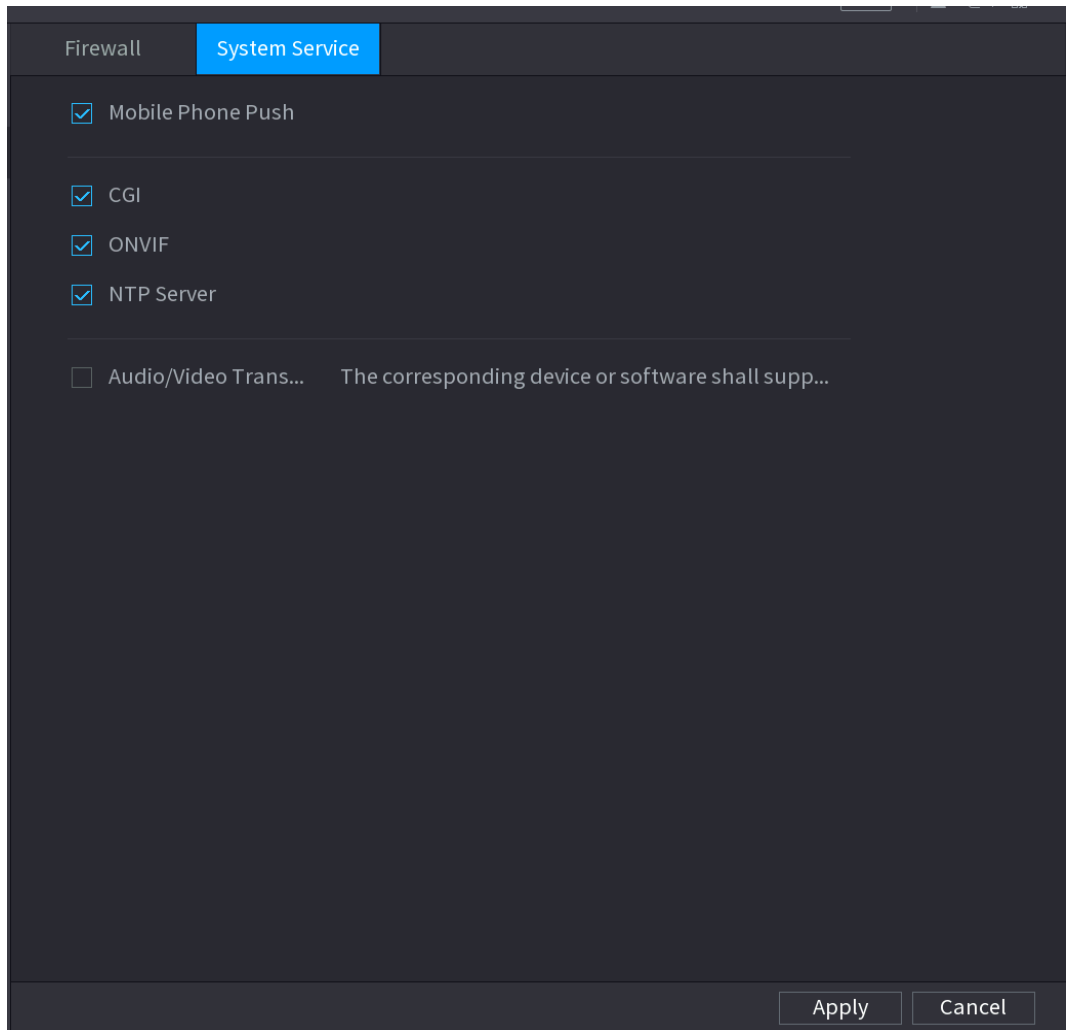 Firewall System Service
Mobile Phone Push
CGI
ONVIF
NTP Server
Audio/Video Trans... The corresponding device or software shall supp...
Apply Cancel